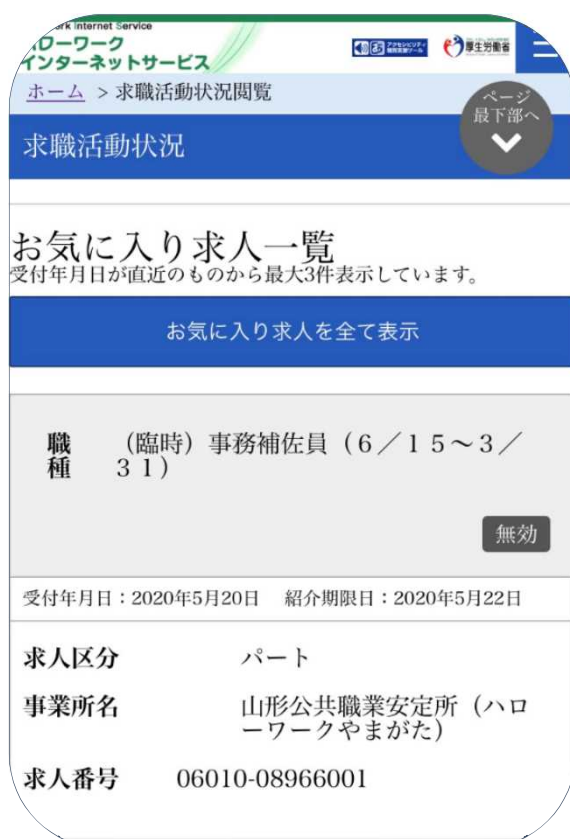 rk Internet Service
ローワーク
インターネットサービス
厚生労働省
ホーム > 求職活動状況閲覧
ページ
最下部へ
求職活動状況
お気に入り求人一覧
受付年月日が直近のものから最大3件表示しています。
お気に入り求人を全て表示
職種 （臨時）事務補佐員（６／１５～３／
３１）
無効
受付年月日：2020年5月20日 紹介期限日：2020年5月22日
求人区分 パート
事業所名 山形公共職業安定所（ハロ
ーワークやまがた）
求人番号 06010-08966001